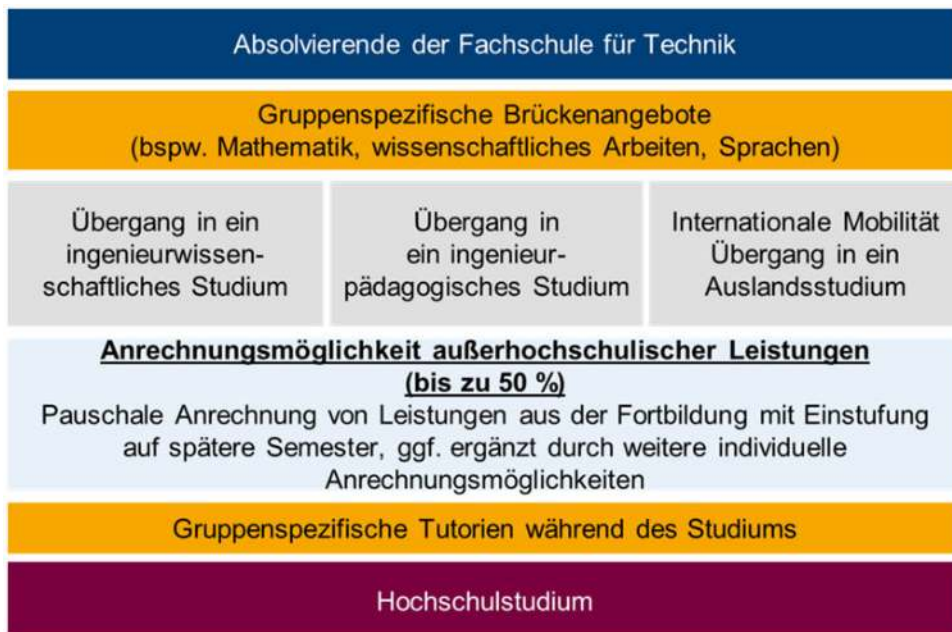 Absolvierende der Fachschule für Technik
Gruppenspezifische Brückenangebote
(bspw. Mathematik, wissenschaftliches Arbeiten, Sprachen)
Übergang in ein
ingenieurwissen-
schaftliches Studium
Übergang in
ein ingenieur-
pädagogisches Studium
Internationale Mobilität
Übergang in ein
Auslandsstudium
Anrechnungsmöglichkeit außerhochschulischer Leistungen
(bis zu 50 %)
Pauschale Anrechnung von Leistungen aus der Fortbildung mit Einstufung
auf spätere Semester, ggf. ergänzt durch weitere individuelle
Anrechnungsmöglichkeiten
Gruppenspezifische Tutorien während des Studiums
Hochschulstudium